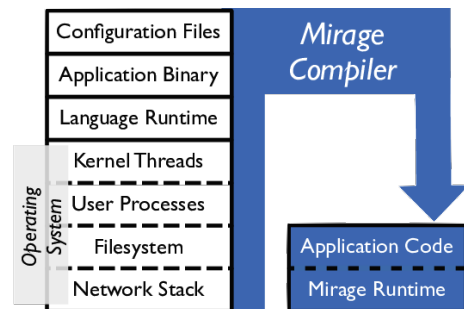 Configuration Files
Application Binary
Language Runtime
Kernel Threads
User Processes
Filesystem
Network Stack
Operating
System
Mirage
Compiler
Application Code
Mirage Runtime